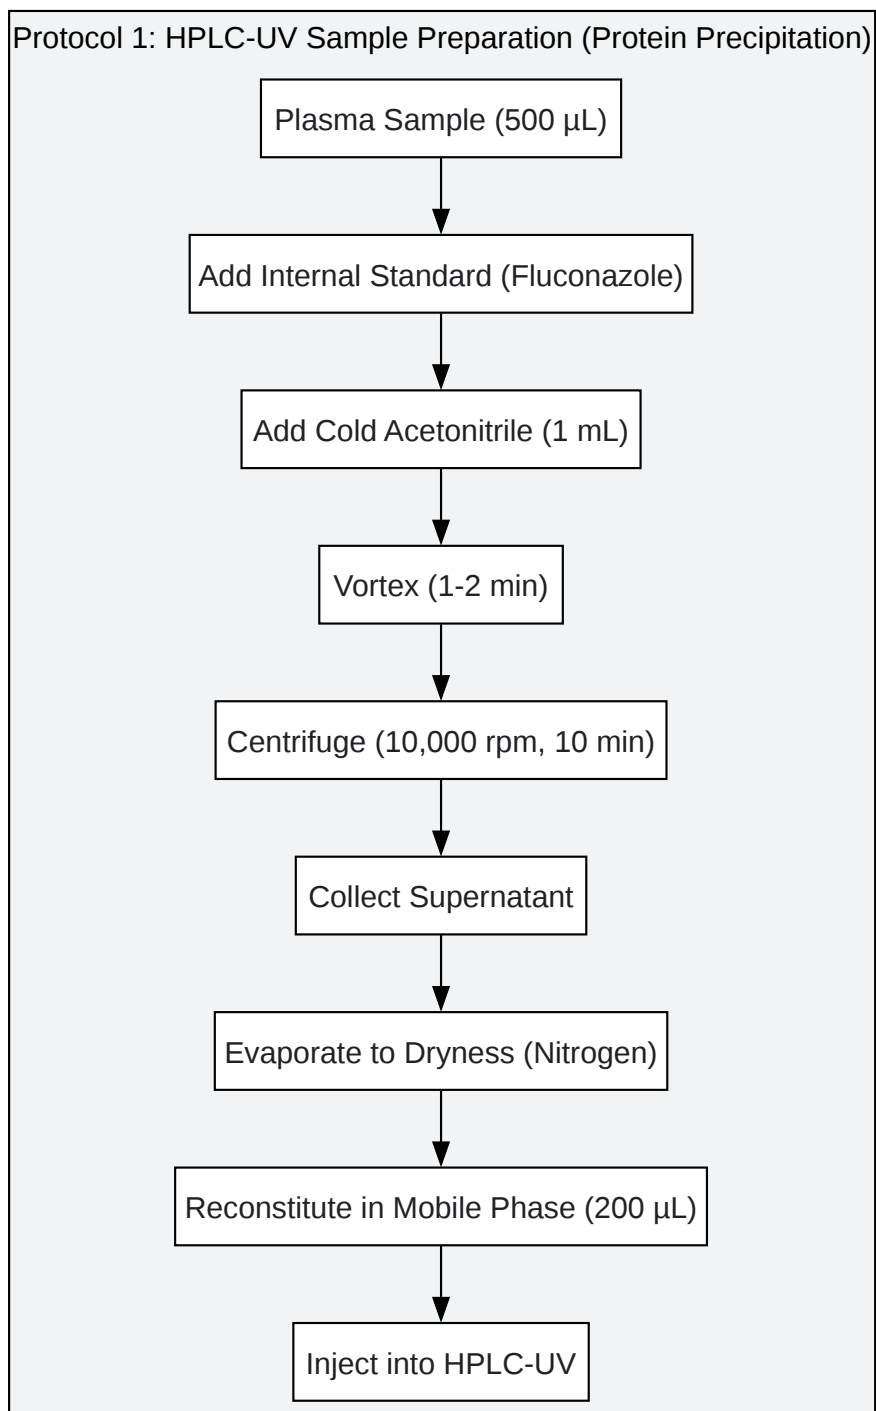 Protocol 1: HPLC-UV Sample Preparation (Protein Precipitation)
Plasma Sample (500 µL)
Add Internal Standard (Fluconazole)
Add Cold Acetonitrile (1 mL)
Vortex (1-2 min)
Centrifuge (10,000 rpm, 10 min)
Collect Supernatant
Evaporate to Dryness (Nitrogen)
Reconstitute in Mobile Phase (200 µL)
Inject into HPLC-UV